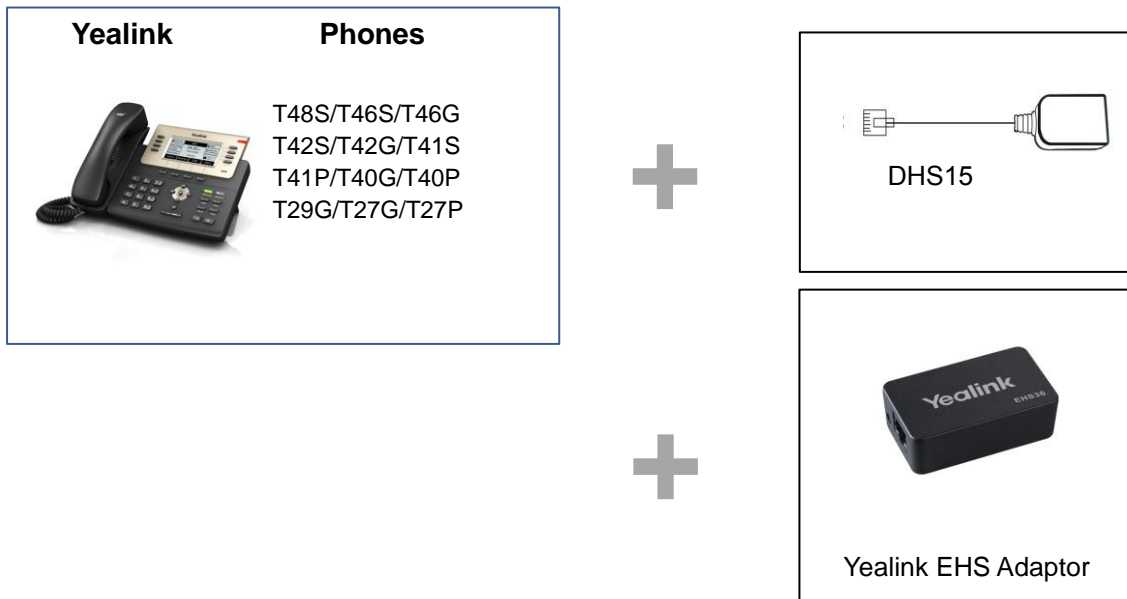 Yealink Phones
T48S/T46S/T46G
T42S/T42G/T41S
T41P/T40G/T40P
T29G/T27G/T27P
DHS15
Yealink
EHS36
Yealink EHS Adaptor